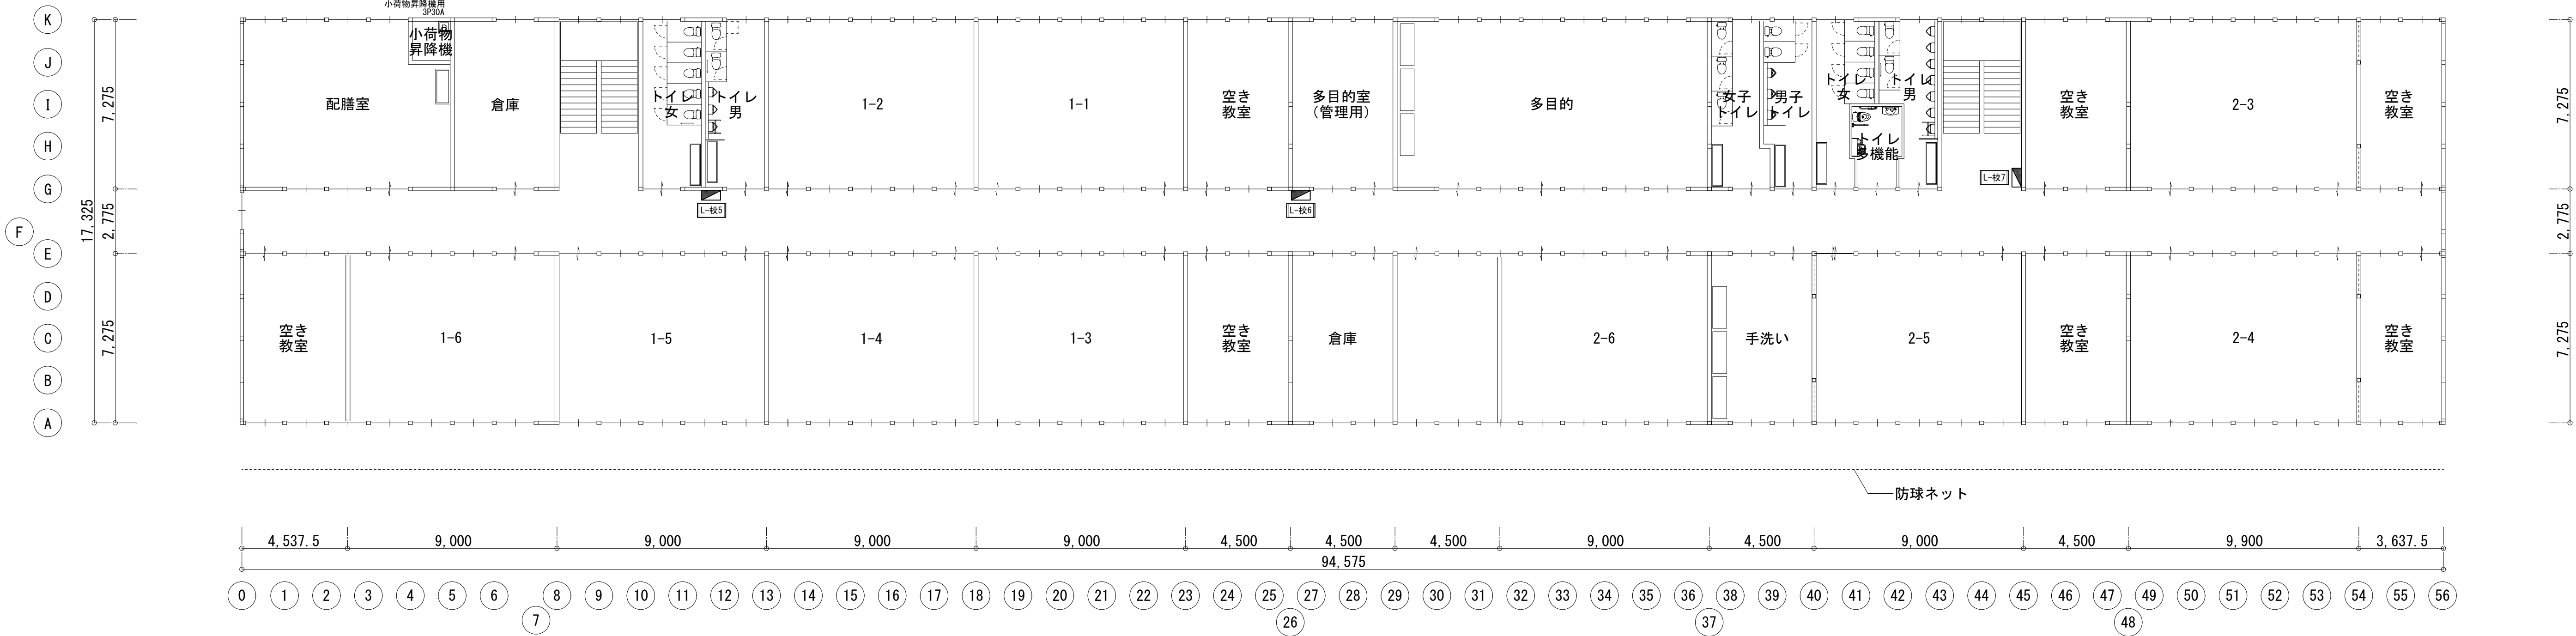 小荷物昇降機用
3P30A
K
J
I
H
G
F
E
D
C
B
A
7,275
2,775
7,275
17,325
配膳室
小荷物
昇降機
倉庫
トイレ
女
トイレ
男
1-2
1-1
空き
教室
多目的室
(管理用)
多目的
女子
トイレ
男子
トイレ
トイレ
女
トイレ
男
トイレ
多機能
空き
教室
2-3
空き
教室
L-校5
L-校6
L-校7
空き
教室
1-6
1-5
1-4
1-3
空き
教室
倉庫
2-6
手洗い
2-5
空き
教室
2-4
空き
教室
7,275
2,775
7,275
防球ネット
4,537.5
9,000
9,000
9,000
9,000
4,500
4,500
4,500
9,000
4,500
9,000
4,500
9,900
3,637.5
94,575
0
1
2
3
4
5
6
7
8
9
10
11
12
13
14
15
16
17
18
19
20
21
22
23
24
25
26
27
28
29
30
31
32
33
34
35
36
37
38
39
40
41
42
43
44
45
46
47
48
49
50
51
52
53
54
55
56